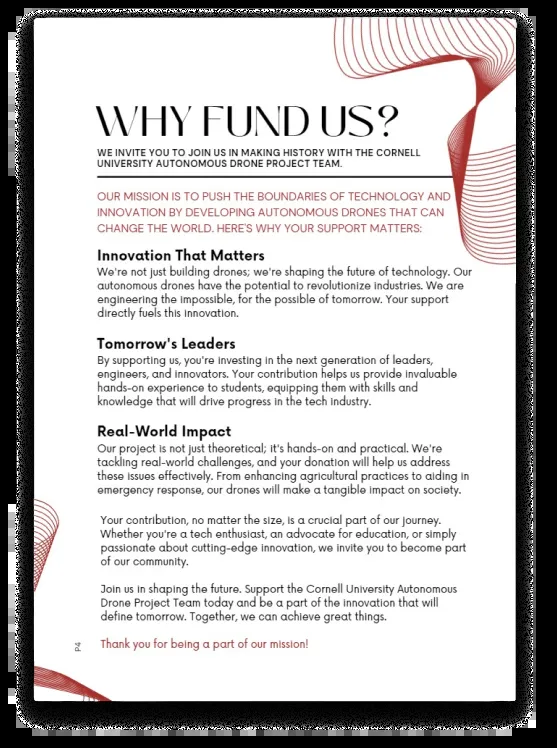 WHY FUND US?
WE INVITE YOU TO JOIN US IN MAKING HISTORY WITH THE CORNELL
UNIVERSITY AUTONOMOUS DRONE PROJECT TEAM.
OUR MISSION IS TO PUSH THE BOUNDARIES OF TECHNOLOGY AND
INNOVATION BY DEVELOPING AUTONOMOUS DRONES THAT CAN
CHANGE THE WORLD. HERE'S WHY YOUR SUPPORT MATTERS:
Innovation That Matters
We're not just building drones; we're shaping the future of technology. Our
autonomous drones have the potential to revolutionize industries. We are
engineering the impossible, for the possible of tomorrow. Your support
directly fuels this innovation.
Tomorrow's Leaders
By supporting us, you're investing in the next generation of leaders,
engineers, and innovators. Your contribution helps us provide invaluable
hands-on experience to students, equipping them with skills and
knowledge that will drive progress in the tech industry.
Real-World Impact
Our project is not just theoretical; it's hands-on and practical. We're
tackling real-world challenges, and your donation will help us address
these issues effectively. From enhancing agricultural practices to aiding in
emergency response, our drones will make a tangible impact on society.
Your contribution, no matter the size, is a crucial part of our journey.
Whether you're a tech enthusiast, an advocate for education, or simply
passionate about cutting-edge innovation, we invite you to become part
of our community.
Join us in shaping the future. Support the Cornell University Autonomous
Drone Project Team today and be a part of the innovation that will
define tomorrow. Together, we can achieve great things.
Thank you for being a part of our mission!
P4